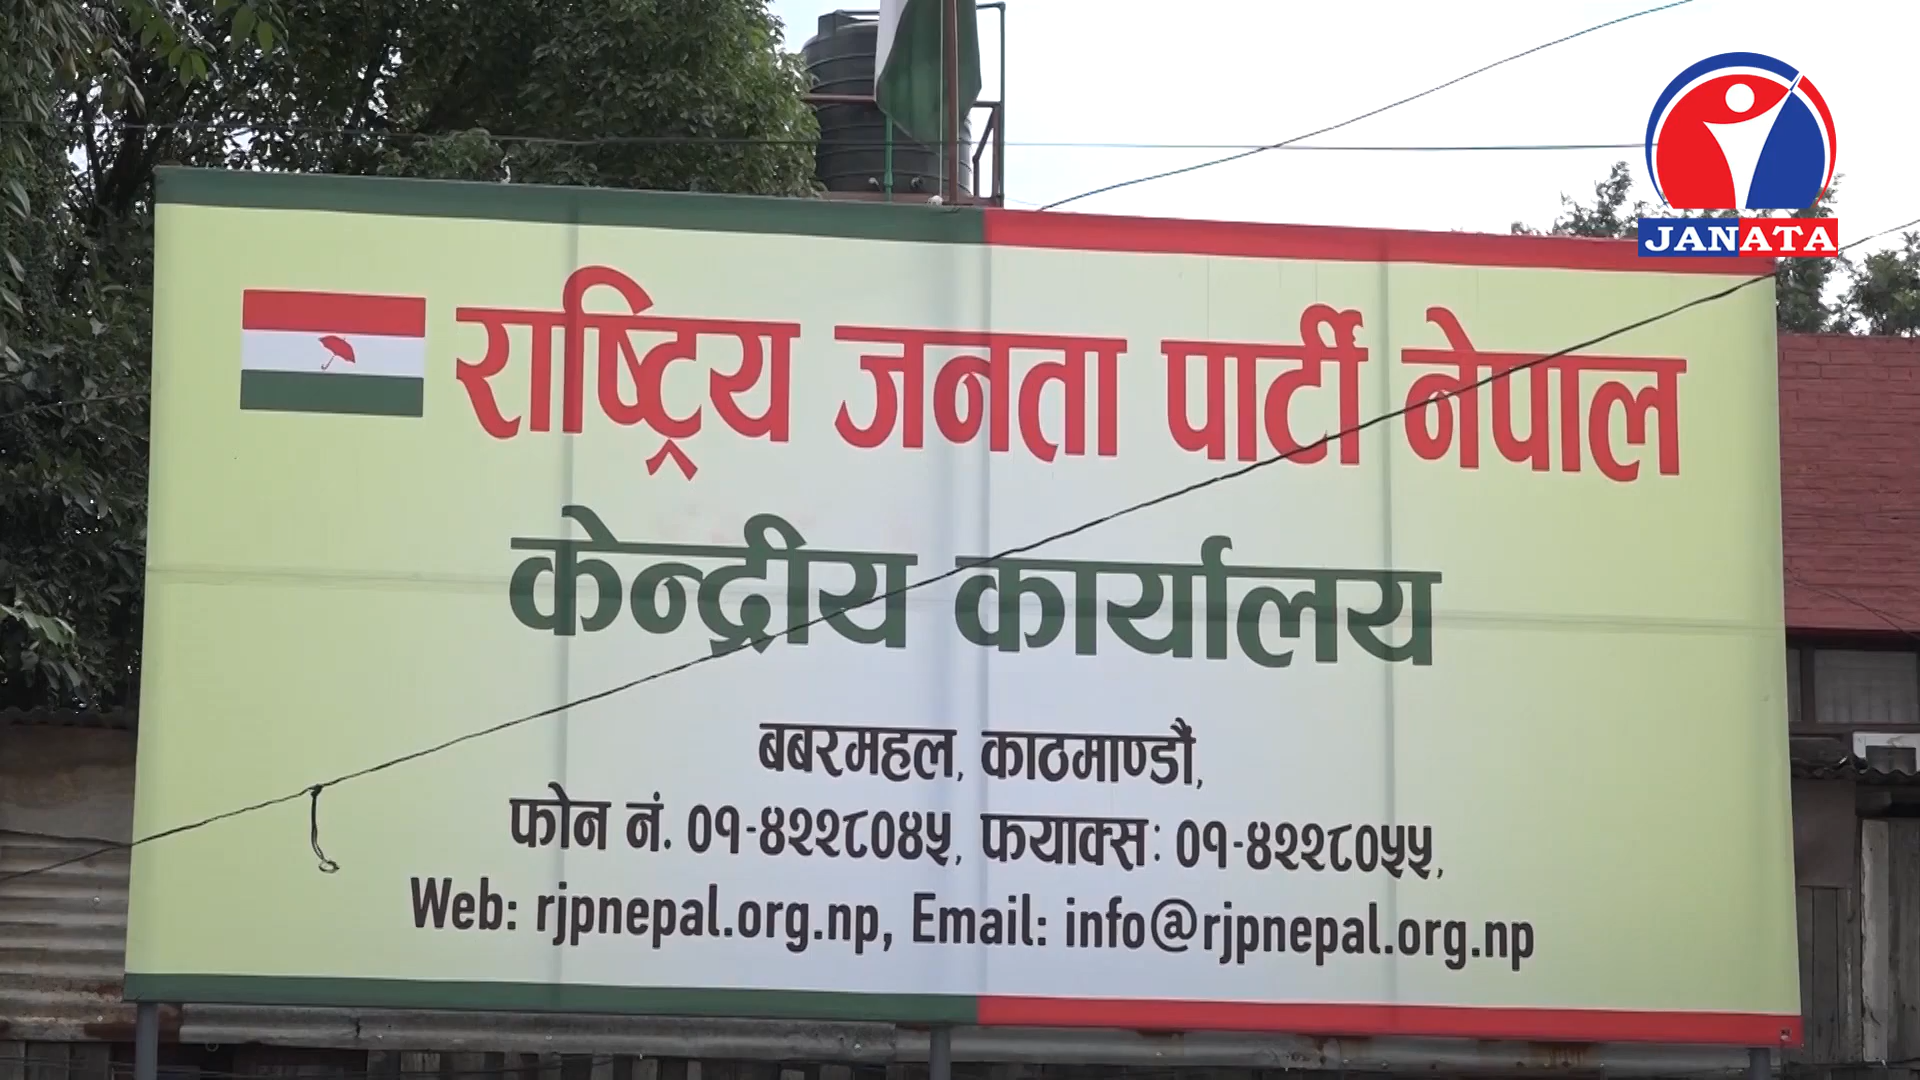 JANATA
राष्ट्रिय जनता पार्टी नेपाल
केन्द्रीय कार्यालय
बबरमहल, काठमाण्डौं,
फोन नं. ०१-४२२८०४५, फयाक्स: ०१-४२२८०५५,
Web: rjpnepal.org.np, Email: info@rjpnepal.org.np